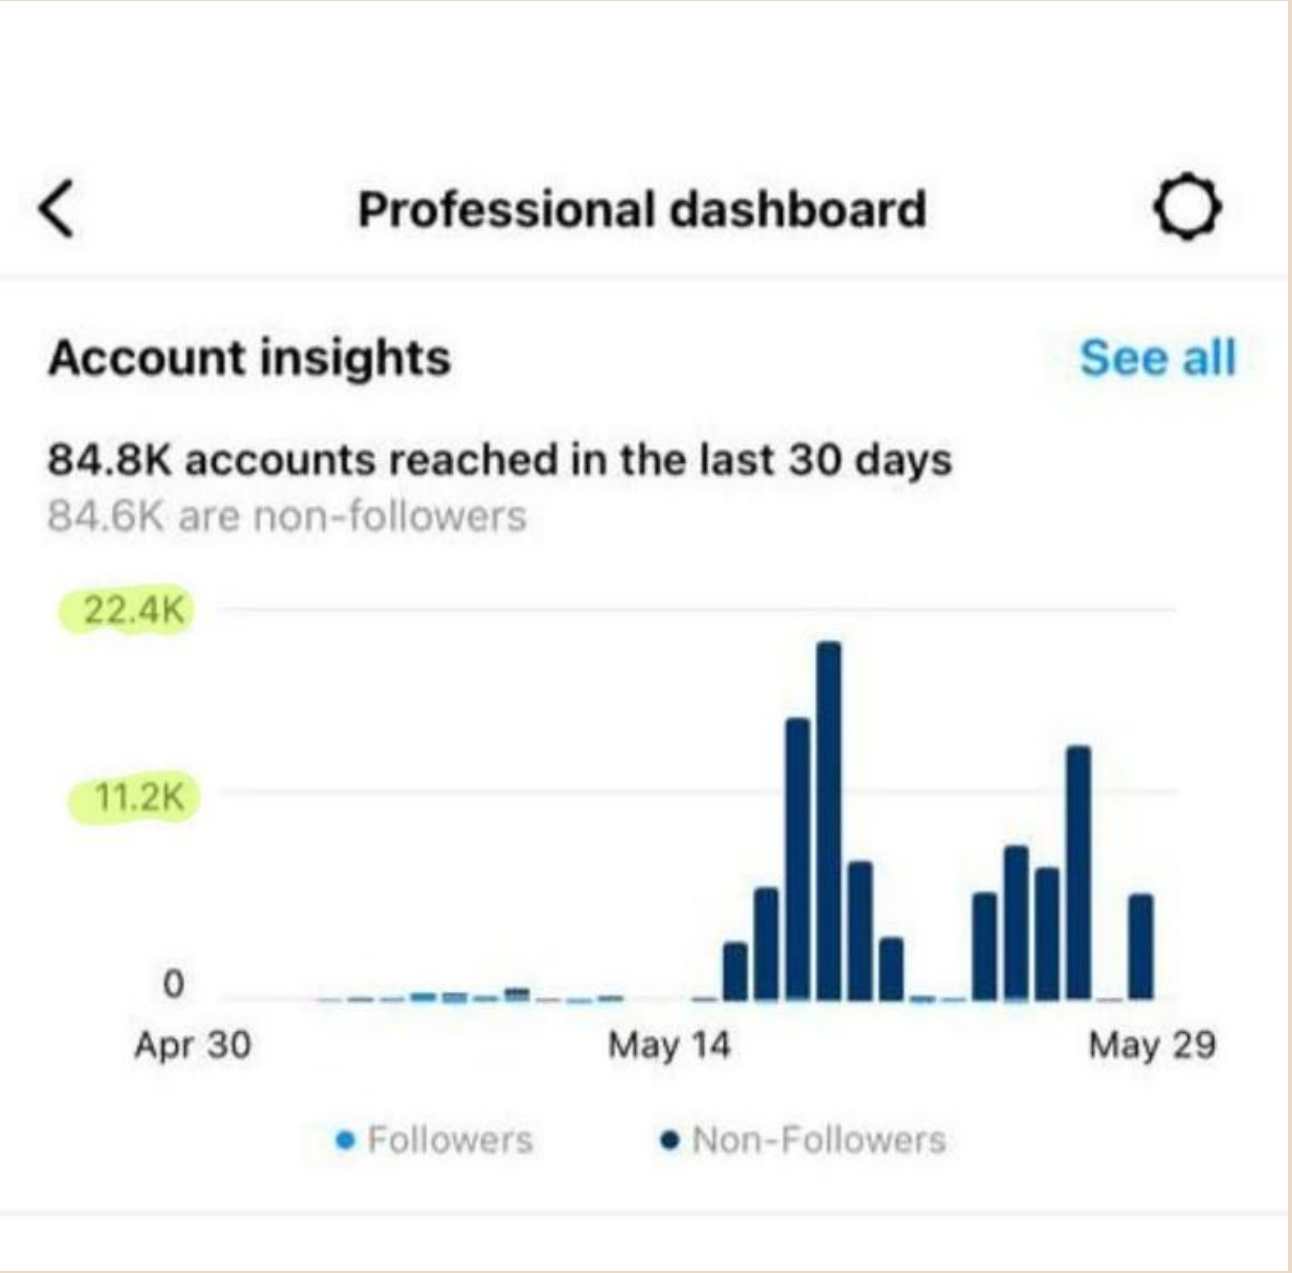 Professional dashboard
Account insights
See all
84.8K accounts reached in the last 30 days
84.6K are non-followers
22.4K
11.2K
0
Apr 30
May 14
May 29
Followers
Non-Followers